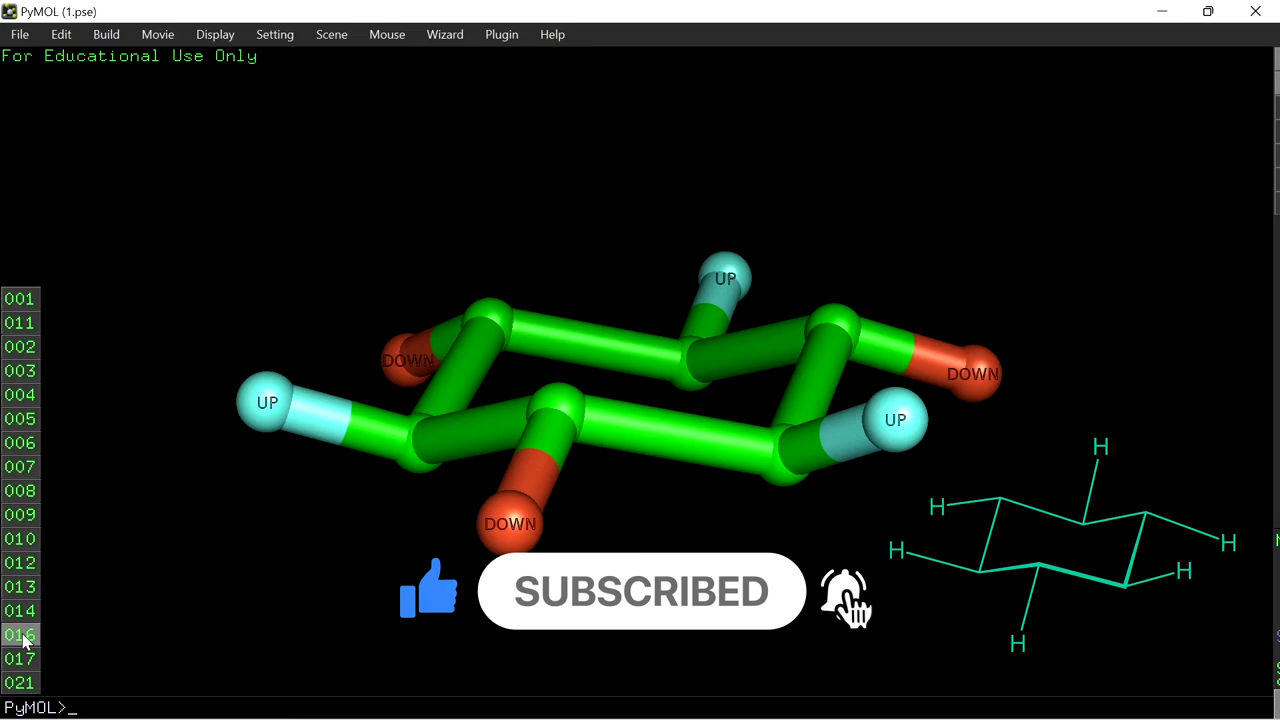 PyMOL (1.pse)
File Edit Build Movie Display Setting Scene Mouse Wizard Plugin Help
For Educational Use Only
UP
001
011
002
003
004
005
006
007
008
009
010
012
013
014
016
017
021
DOWN
DOWN
UP
UP
DOWN
SUBSCRIBED
H
H
H
H
H
H
PyMOL>_